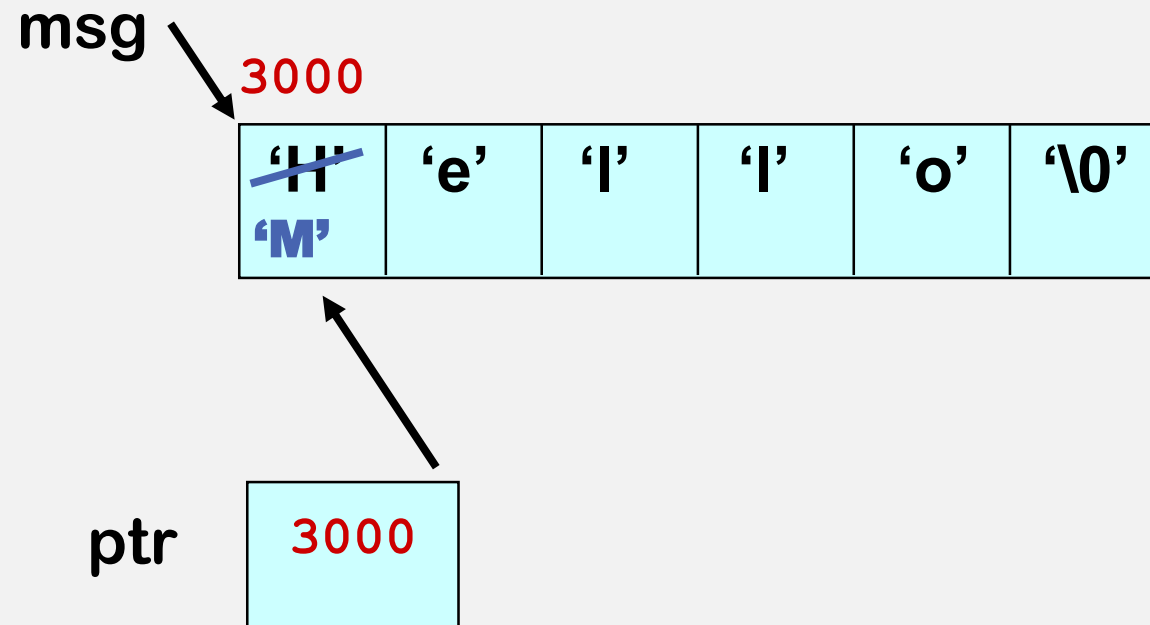 msg
3000
‘H’ ‘e’ ‘l’ ‘l’ ‘o’ ‘\0’
‘M’
ptr 3000